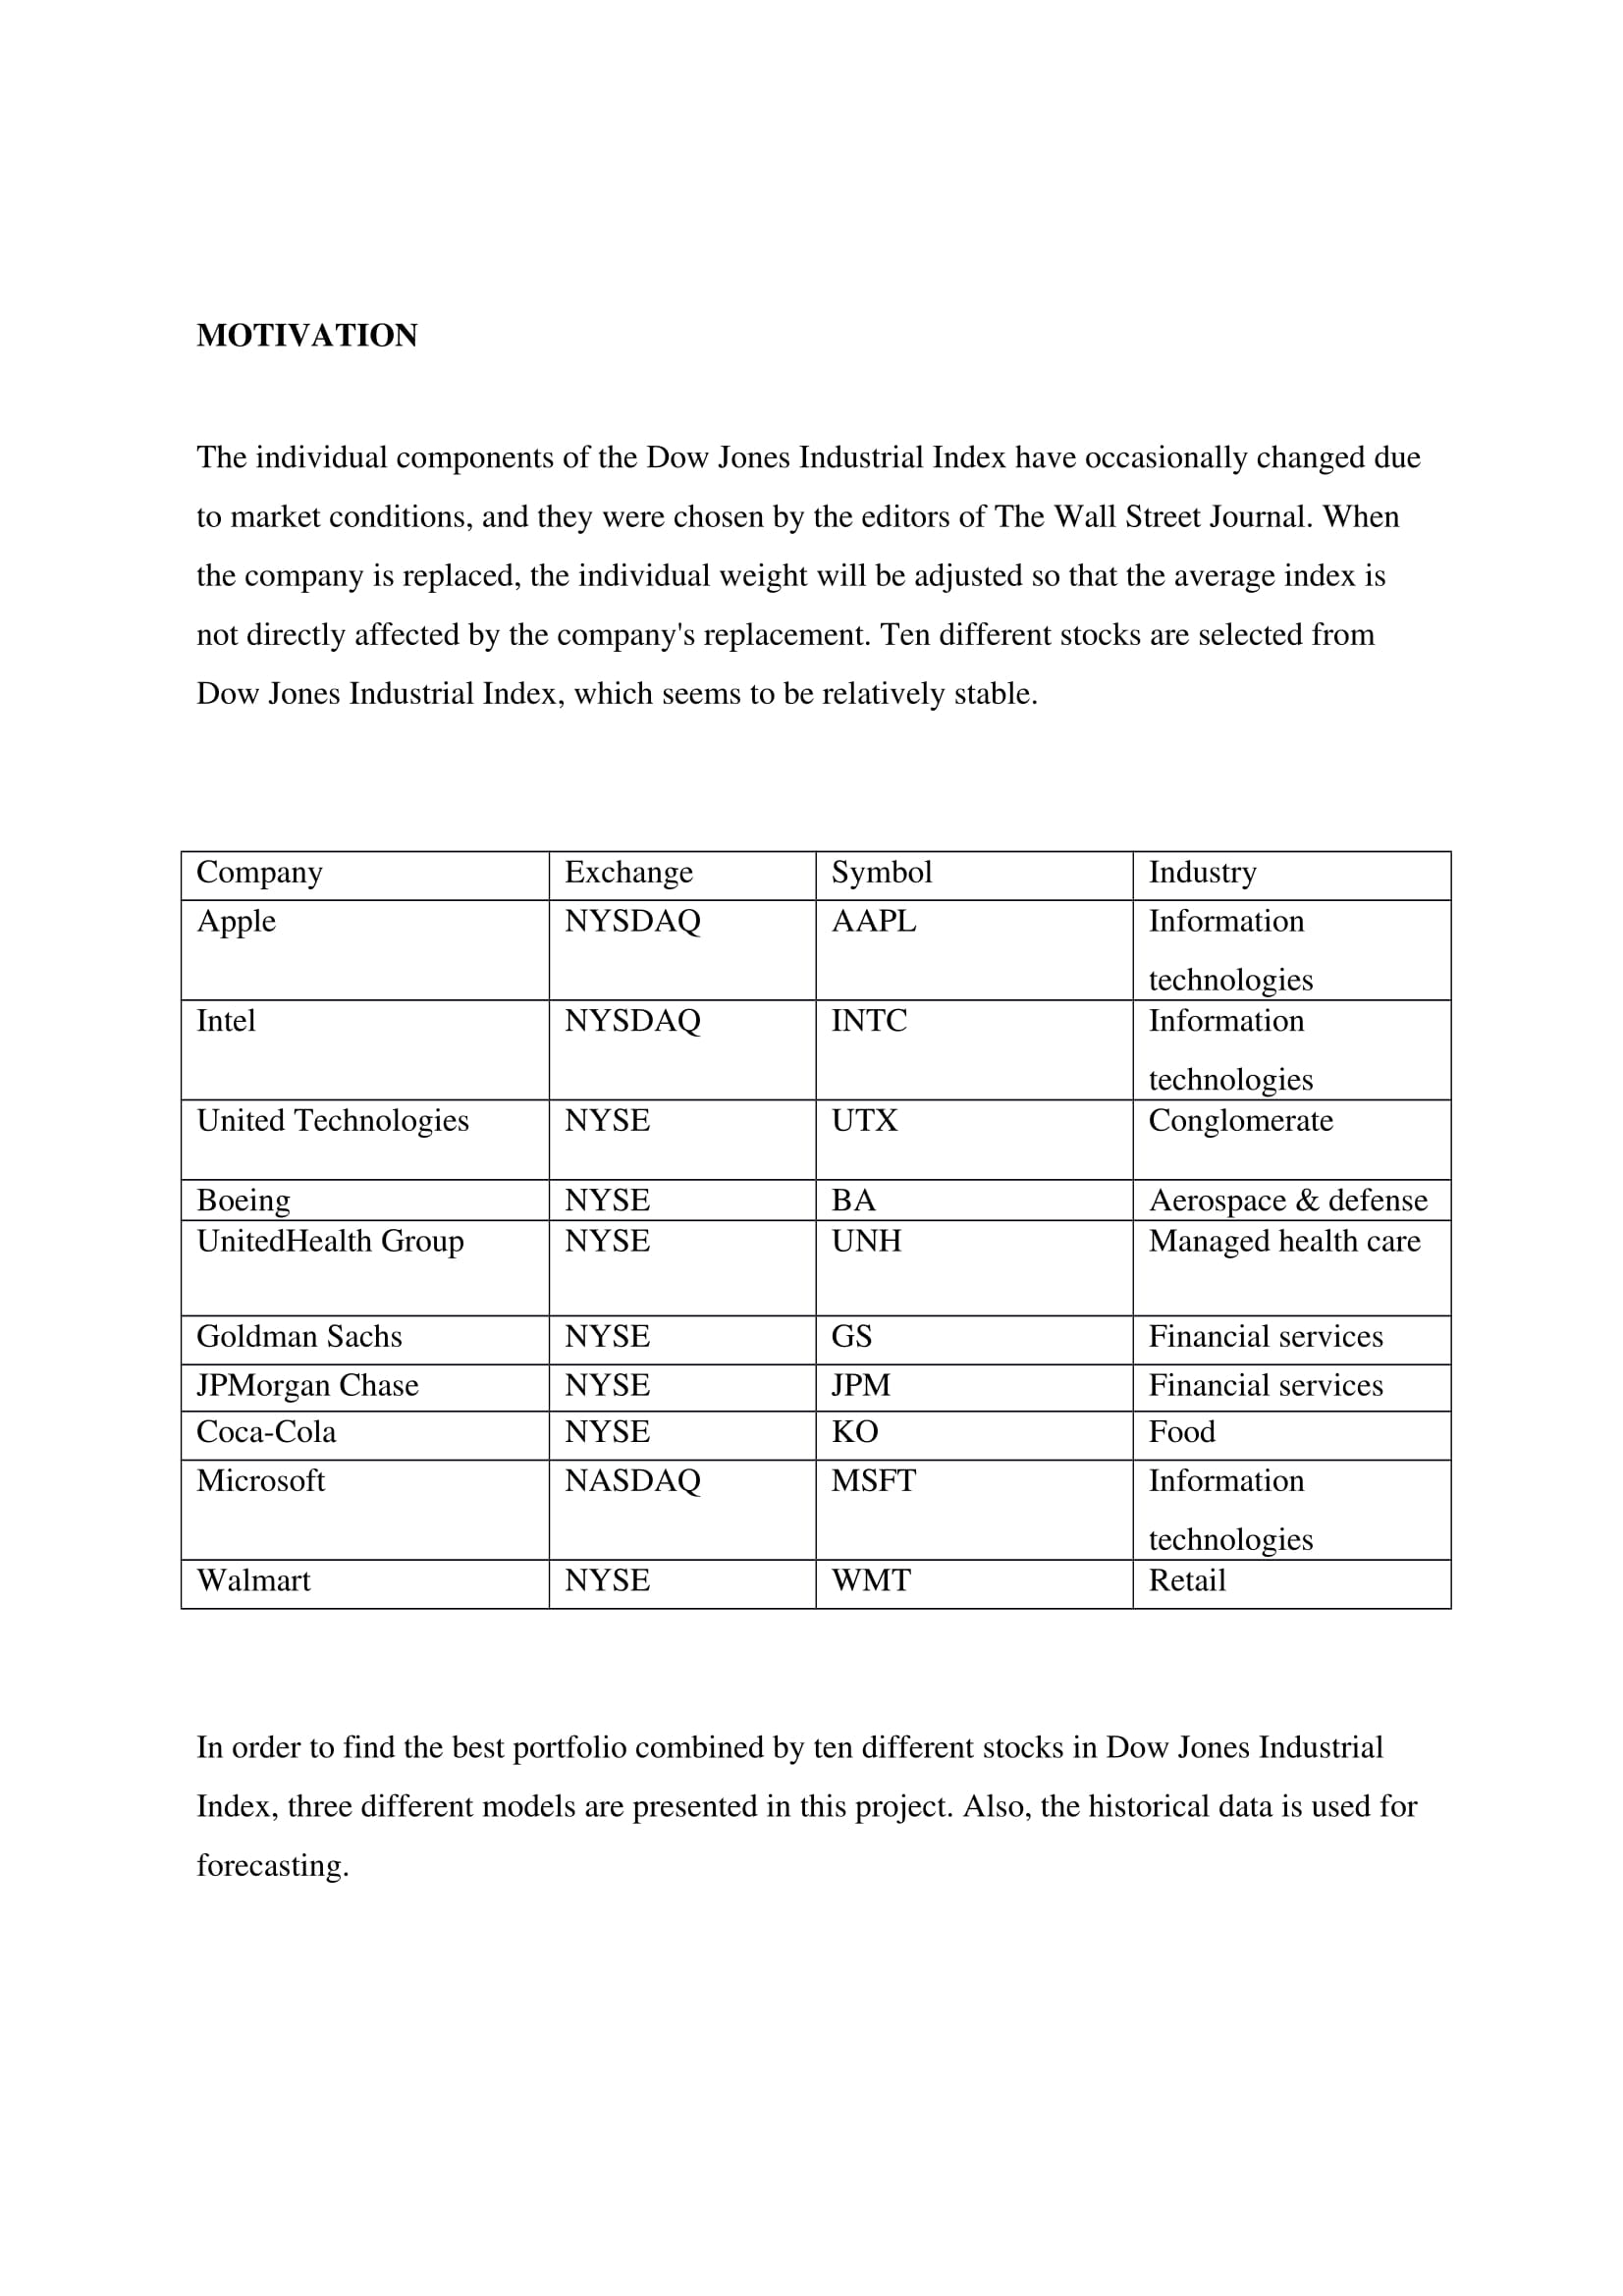 MOTIVATION
The individual components of the Dow Jones Industrial Index have occasionally changed due
to market conditions, and they were chosen by the editors of The Wall Street Journal. When
the company is replaced, the individual weight will be adjusted so that the average index is
not directly affected by the company's replacement. Ten different stocks are selected from
Dow Jones Industrial Index, which seems to be relatively stable.
Company Exchange Symbol Industry
Apple NYSDAQ AAPL Information
technologies
Intel NYSDAQ INTC Information
technologies
United Technologies NYSE UTX Conglomerate
Boeing NYSE BA Aerospace & defense
UnitedHealth Group NYSE UNH Managed health care
Goldman Sachs NYSE GS Financial services
JPMorgan Chase NYSE JPM Financial services
Coca-Cola NYSE KO Food
Microsoft NASDAQ MSFT Information
technologies
Walmart NYSE WMT Retail
In order to find the best portfolio combined by ten different stocks in Dow Jones Industrial
Index, three different models are presented in this project. Also, the historical data is used for
forecasting.